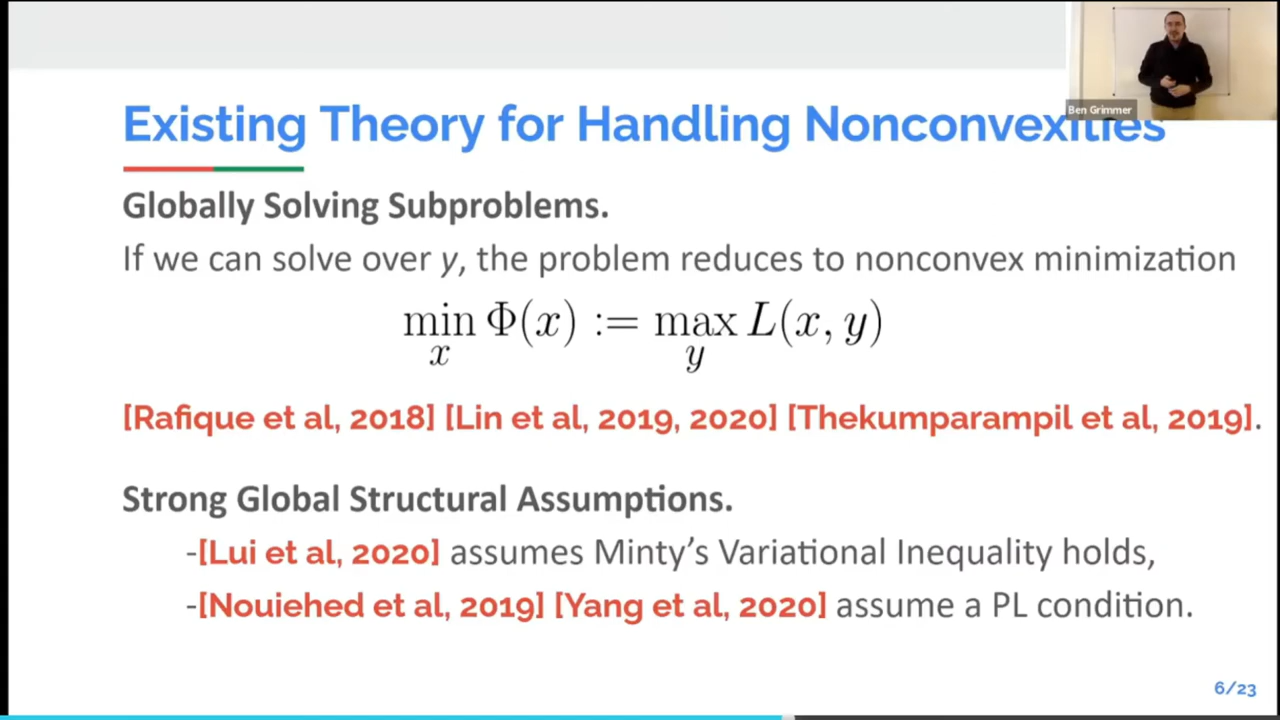 Ben Grimmer
Existing Theory for Handling Nonconvexities
Globally Solving Subproblems.
If we can solve over y, the problem reduces to nonconvex minimization
min Φ(x) := max L(x, y)
x y
[Rafique et al, 2018] [Lin et al, 2019, 2020] [Thekumparampil et al, 2019].
Strong Global Structural Assumptions.
-[Lui et al, 2020] assumes Minty's Variational Inequality holds,
-[Nouiehed et al, 2019] [Yang et al, 2020] assume a PL condition.
6/23